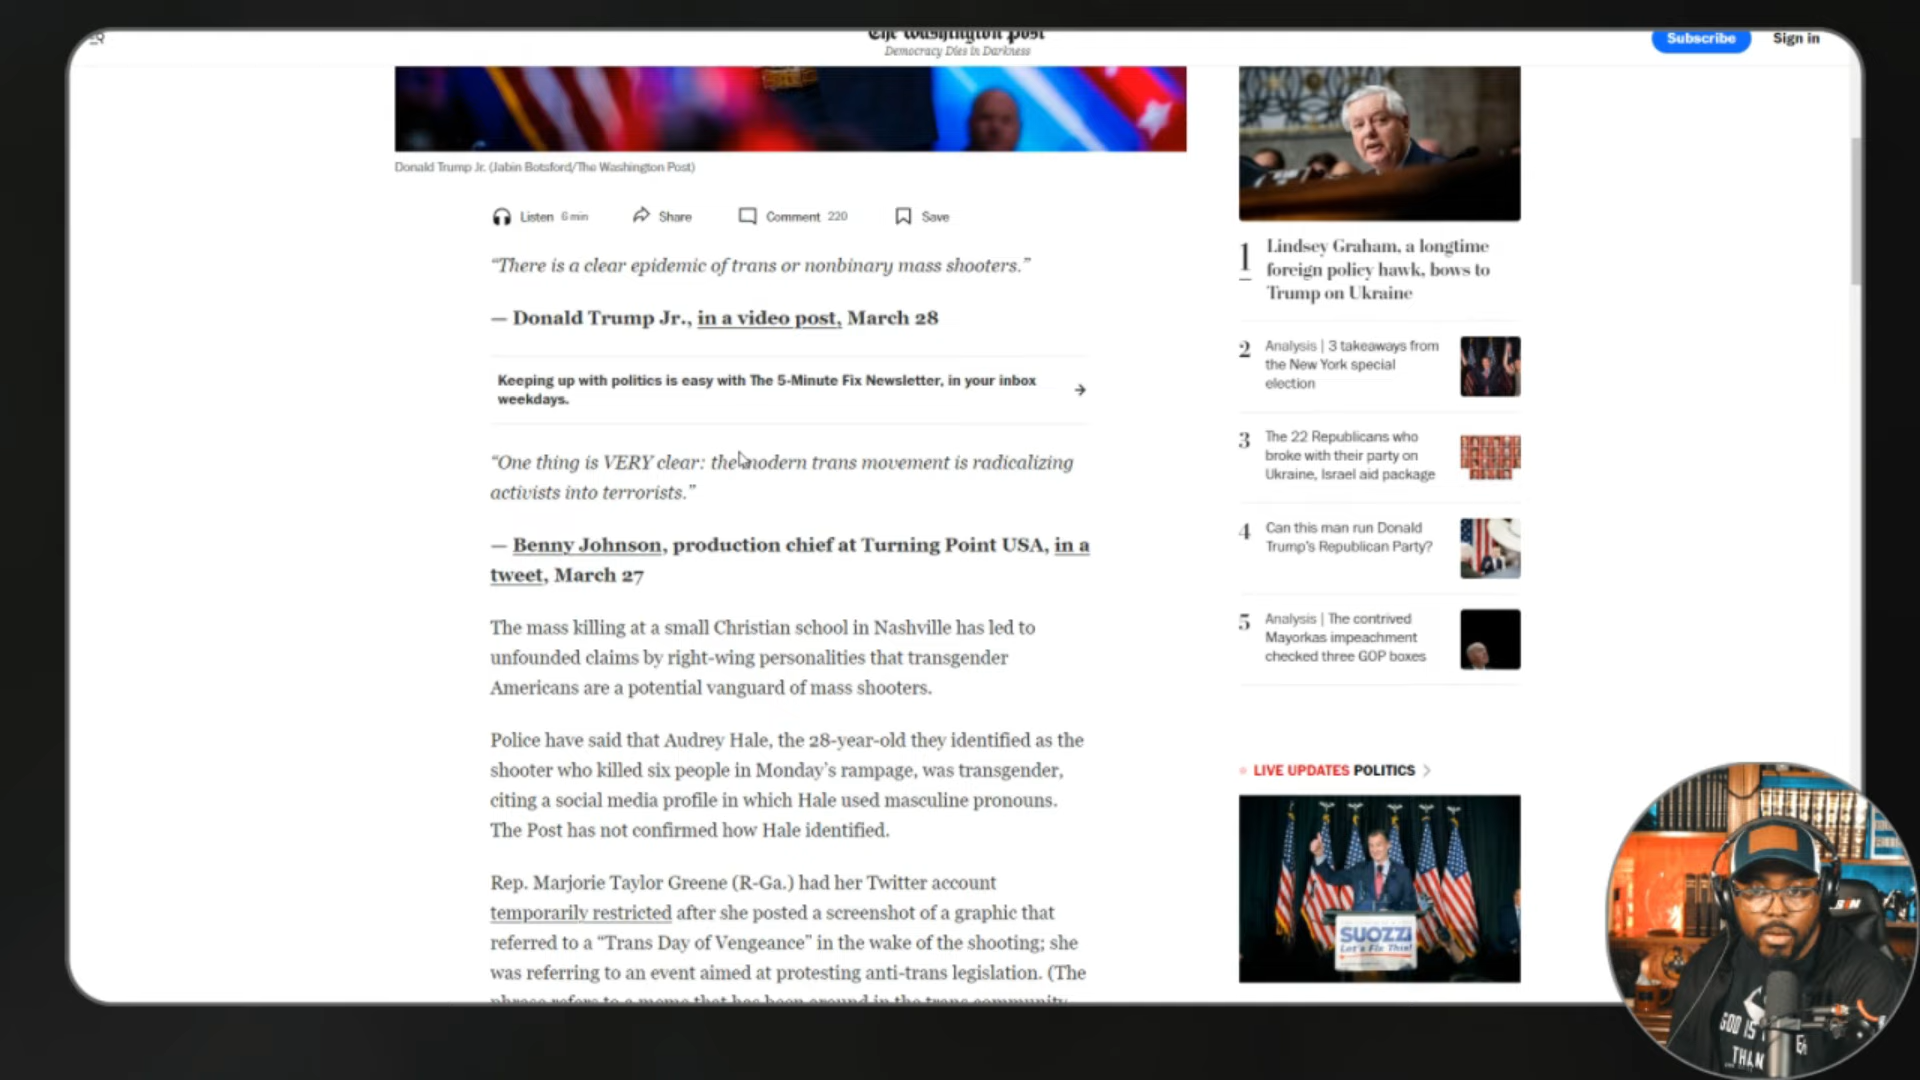 The Washington Post
Democracy Dies in Darkness
Subscribe
Sign in
Donald Trump Jr. (Jabin Botsford/The Washington Post)
Listen 6 min
Share
Comment 220
Save
“There is a clear epidemic of trans or nonbinary mass shooters.”
— Donald Trump Jr., in a video post, March 28
Keeping up with politics is easy with The 5-Minute Fix Newsletter, in your inbox
weekdays.
“One thing is VERY clear: the modern trans movement is radicalizing
activists into terrorists.”
— Benny Johnson, production chief at Turning Point USA, in a
tweet, March 27
The mass killing at a small Christian school in Nashville has led to
unfounded claims by right-wing personalities that transgender
Americans are a potential vanguard of mass shooters.
Police have said that Audrey Hale, the 28-year-old they identified as the
shooter who killed six people in Monday’s rampage, was transgender,
citing a social media profile in which Hale used masculine pronouns.
The Post has not confirmed how Hale identified.
Rep. Marjorie Taylor Greene (R-Ga.) had her Twitter account
temporarily restricted after she posted a screenshot of a graphic that
referred to a “Trans Day of Vengeance” in the wake of the shooting; she
was referring to an event aimed at protesting anti-trans legislation. (The
phrase refers to a meme that has been around in the trans community
1
Lindsey Graham, a longtime
foreign policy hawk, bows to
Trump on Ukraine
2
Analysis | 3 takeaways from
the New York special
election
3
The 22 Republicans who
broke with their party on
Ukraine, Israel aid package
4
Can this man run Donald
Trump’s Republican Party?
5
Analysis | The contrived
Mayorkas impeachment
checked three GOP boxes
LIVE UPDATES POLITICS
SUOZZI
Let's Fix This!
GOD IS
THAN